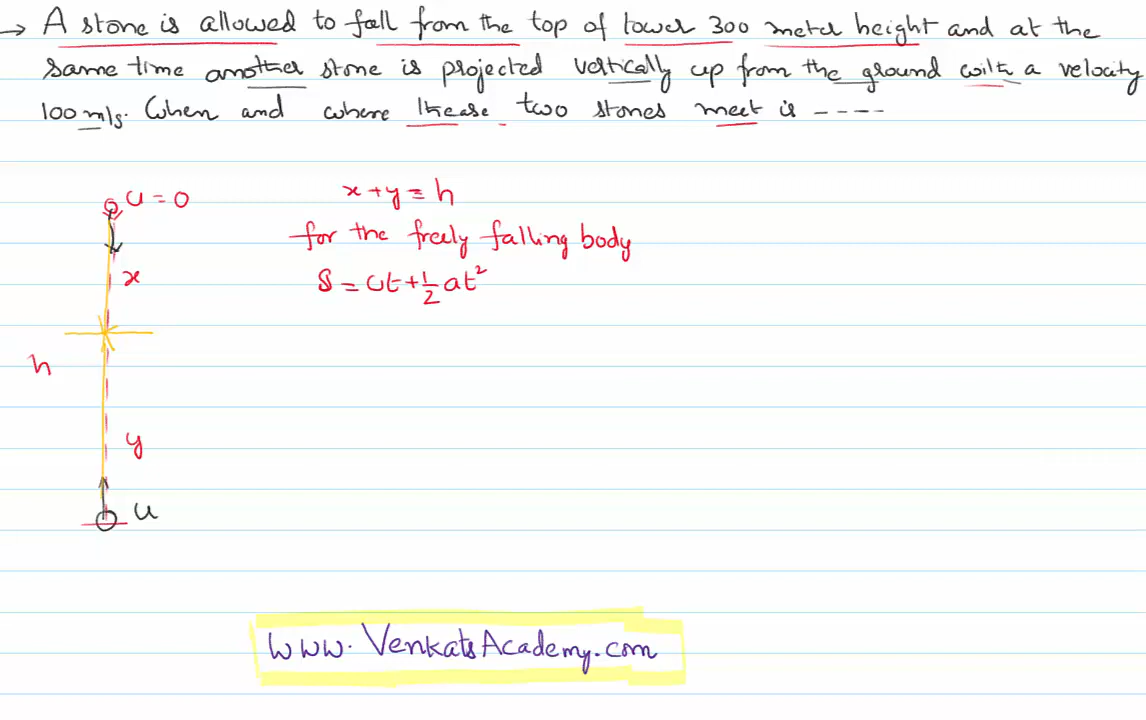 → A stone is allowed to fall from the top of lower 300 meter height and at the
same time another stone is projected vertically up from the ground with a velocity
100 m/s. When and where thease two stones meet is ----
u = 0
x + y = h
for the freely falling body
S = ut + 1/2 at²
x
h
y
u
www.VenkatsAcademy.com